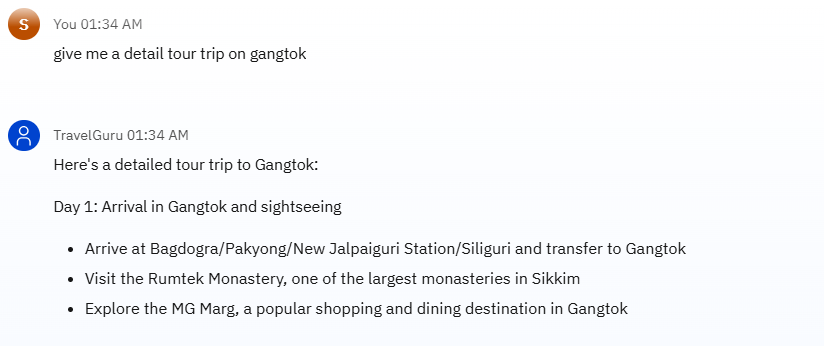 S
You 01:34 AM
give me a detail tour trip on gangtok
TravelGuru 01:34 AM
Here's a detailed tour trip to Gangtok:
Day 1: Arrival in Gangtok and sightseeing
• Arrive at Bagdogra/Pakyong/New Jalpaiguri Station/Siliguri and transfer to Gangtok
• Visit the Rumtek Monastery, one of the largest monasteries in Sikkim
• Explore the MG Marg, a popular shopping and dining destination in Gangtok